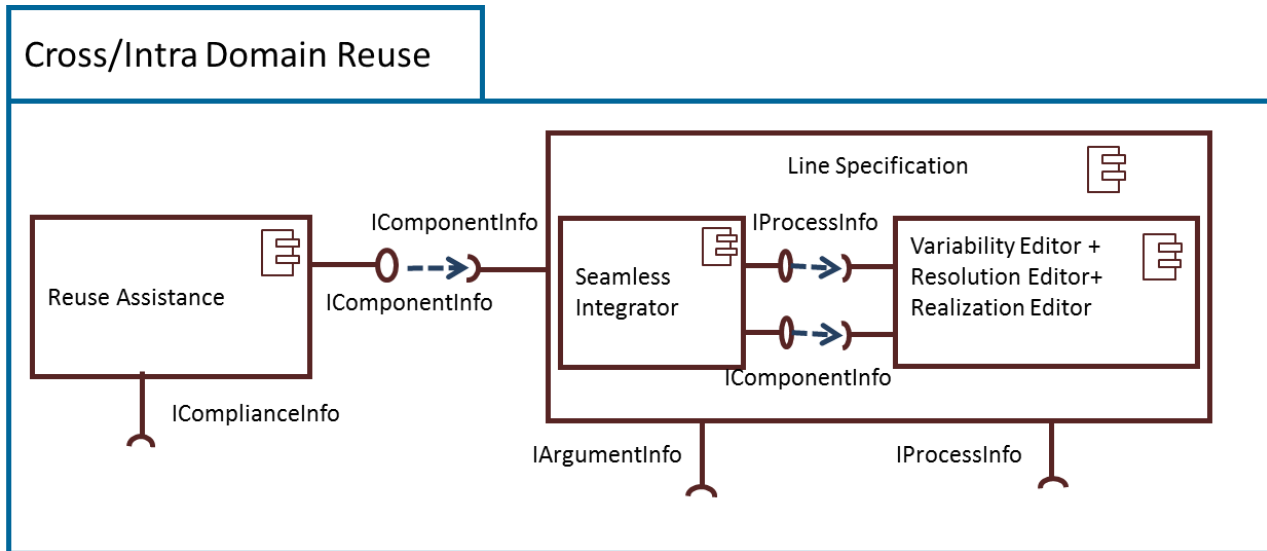 Cross/Intra Domain Reuse
Line Specification
IComponentInfo
IProcessInfo
Reuse Assistance
IComponentInfo
Seamless
Integrator
Variability Editor +
Resolution Editor+
Realization Editor
IComponentInfo
IComplianceInfo
IArgumentInfo
IProcessInfo